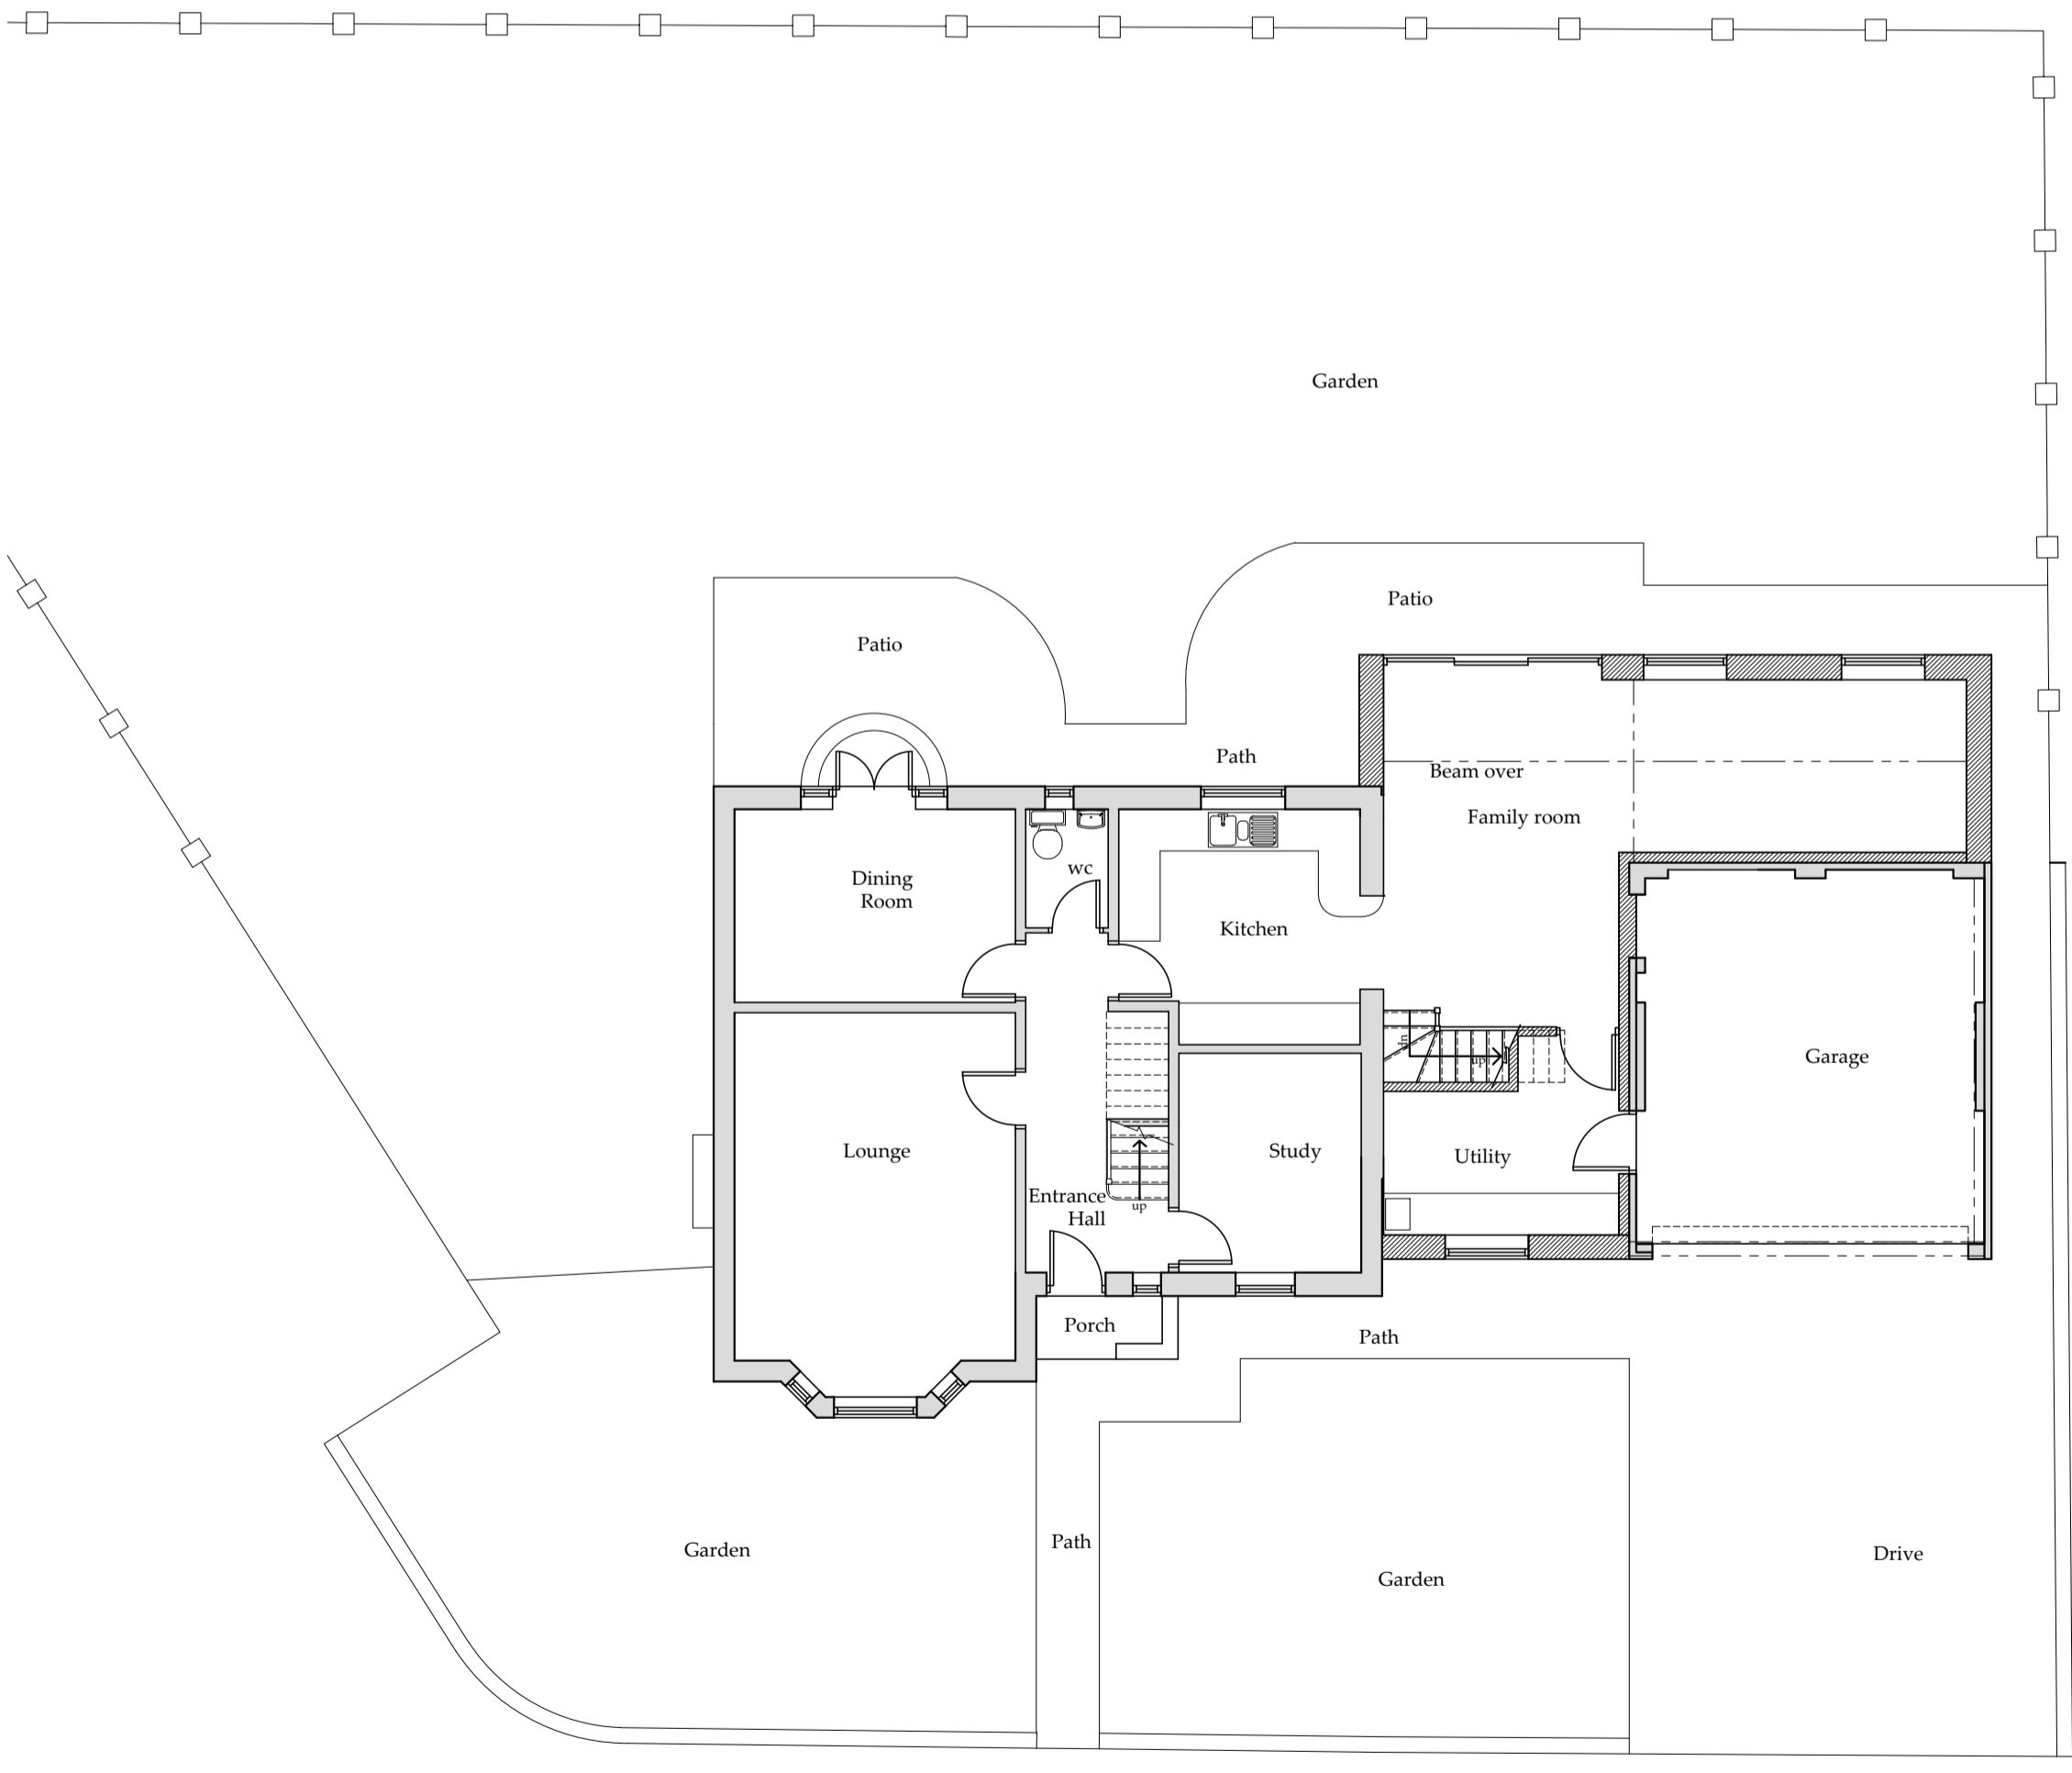 Garden
Patio
Patio
Path
Beam over
Family room
wc
Dining
Room
Kitchen
up
up
Garage
Lounge
Study
Utility
Entrance
Hall
up
Porch
Path
Path
Garden
Garden
Drive